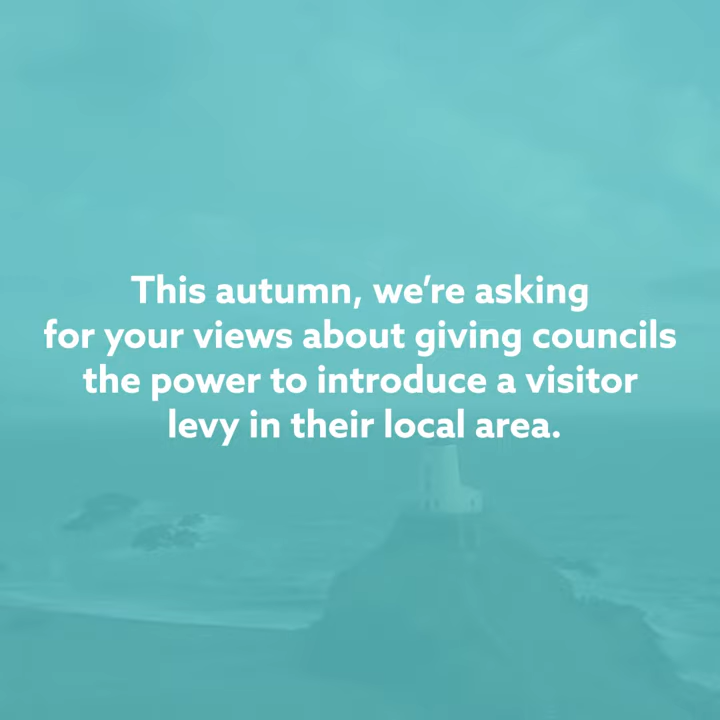 This autumn, we’re asking
for your views about giving councils
the power to introduce a visitor
levy in their local area.